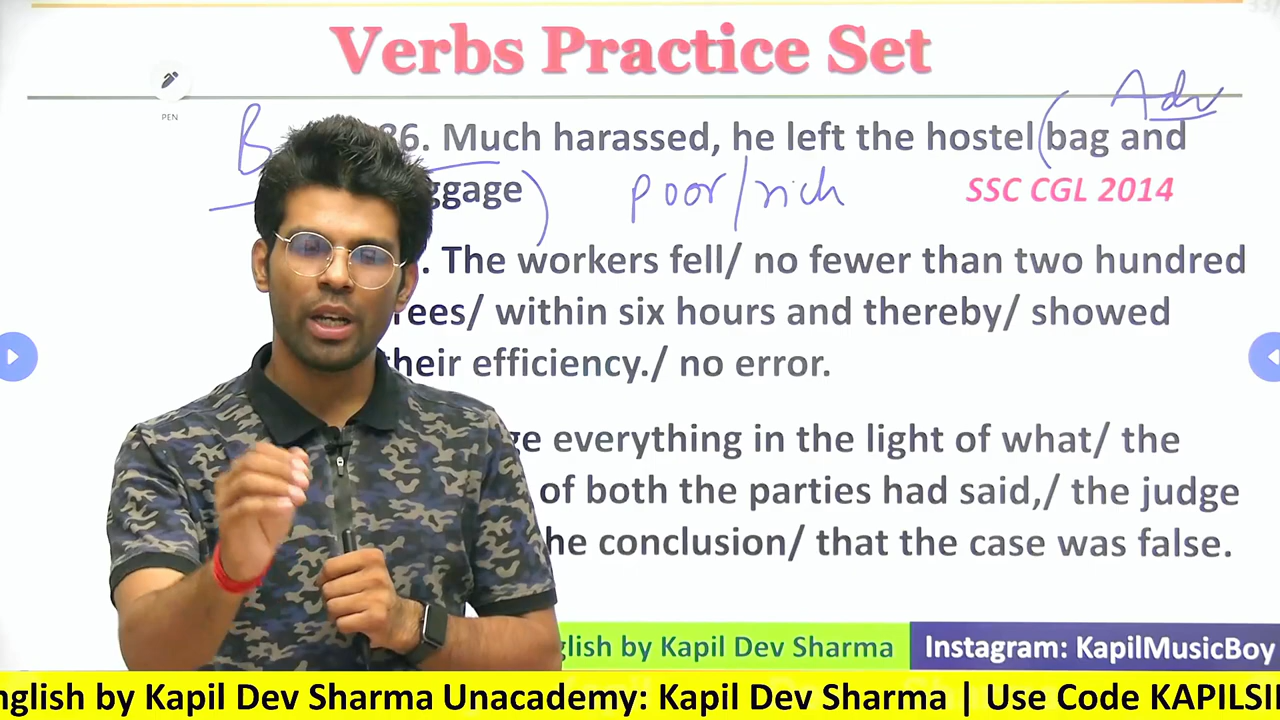 Verbs Practice Set
PEN
Adv
B
86. Much harassed, he left the hostel (bag and
ggage)
poor/rich
SSC CGL 2014
. The workers fell/ no fewer than two hundred
rees/ within six hours and thereby/ showed
their efficiency./ no error.
ge everything in the light of what/ the
of both the parties had said,/ the judge
he conclusion/ that the case was false.
glish by Kapil Dev Sharma
Instagram: KapilMusicBoy
nglish by Kapil Dev Sharma Unacademy: Kapil Dev Sharma | Use Code KAPILSI